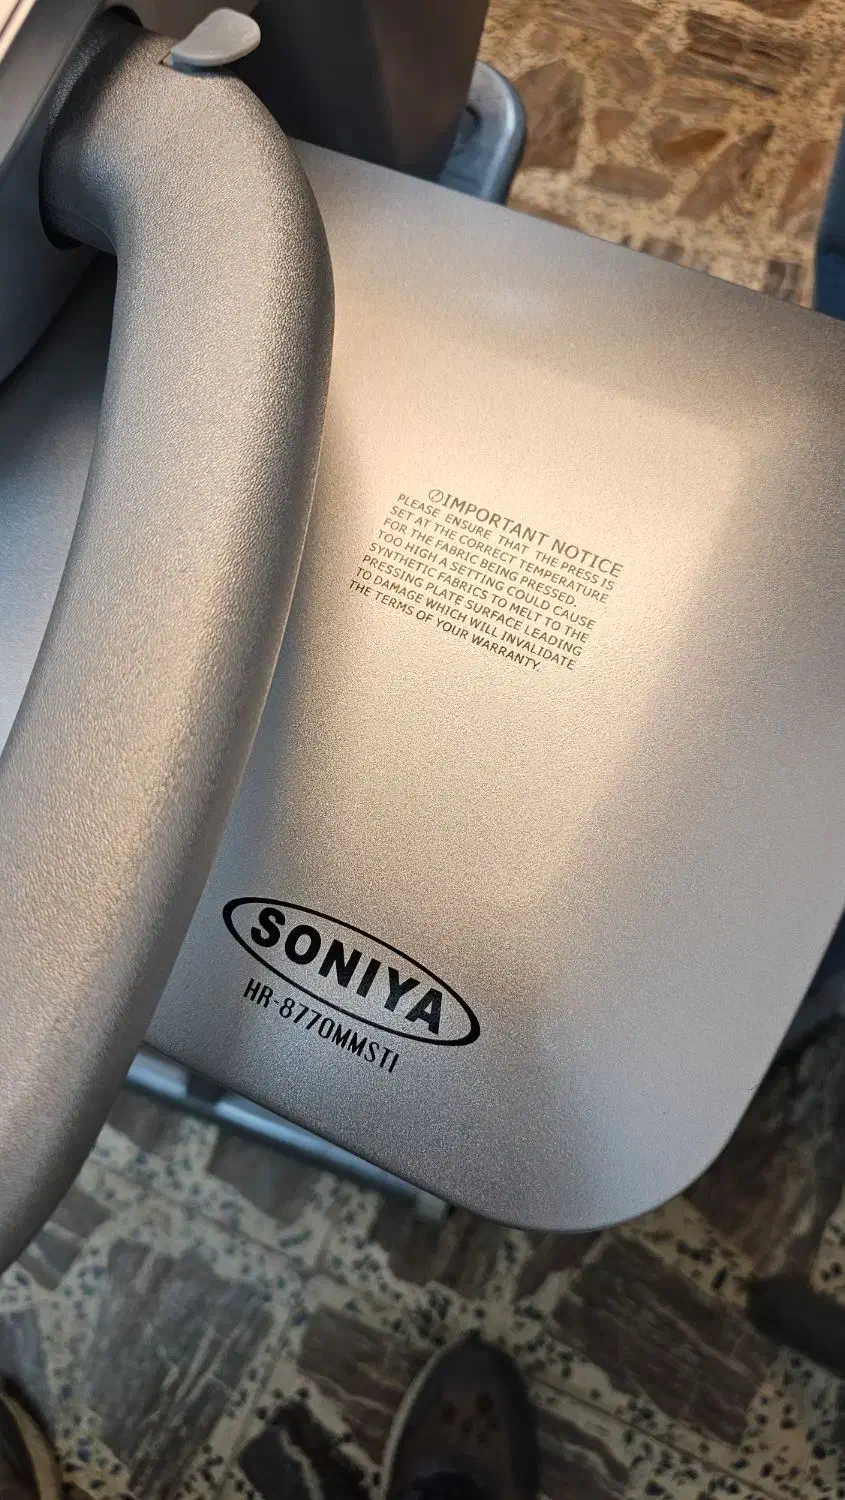 IMPORTANT NOTICE
PLEASE ENSURE THAT THE PRESS IS
SET AT THE CORRECT TEMPERATURE
FOR THE FABRIC BEING PRESSED.
TOO HIGH A SETTING COULD CAUSE
SYNTHETIC FABRICS TO MELT TO THE
PRESSING PLATE SURFACE LEADING
TO DAMAGE WHICH WILL INVALIDATE
THE TERMS OF YOUR WARRANTY.
SONIYA
HR-8770MMSTI